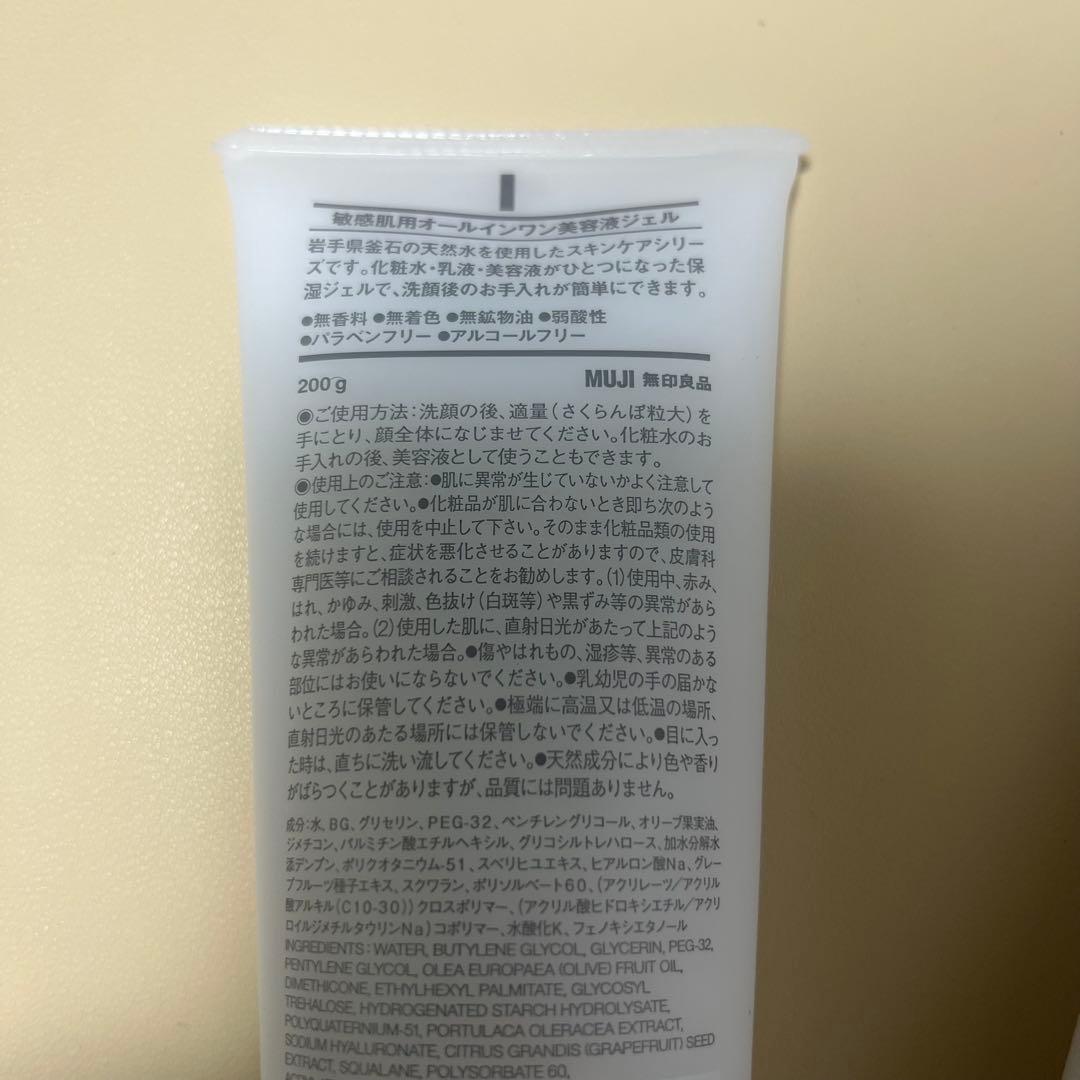 敏感肌用オールインワン美容液ジェル
岩手県釜石の天然水を使用したスキンケアシリー
ズです。化粧水・乳液・美容液がひとつになった保
湿ジェルで、洗顔後のお手入れが簡単にできます。
●無香料 ●無着色 ●無鉱物油 ●弱酸性
●パラベンフリー ●アルコールフリー
200g MUJI 無印良品
◉ご使用方法：洗顔の後、適量（さくらんぼ粒大）を
手にとり、顔全体になじませてください。化粧水のお
手入れの後、美容液として使うこともできます。
◉使用上のご注意：●肌に異常が生じていないかよく注意して
使用してください。●化粧品が肌に合わないとき即ち次のよう
な場合には、使用を中止して下さい。そのまま化粧品類の使用
を続けますと、症状を悪化させることがありますので、皮膚科
専門医等にご相談されることをお勧めします。(1)使用中、赤み、
はれ、かゆみ、刺激、色抜け（白斑等）や黒ずみ等の異常があら
われた場合。(2)使用した肌に、直射日光があたって上記のよう
な異常があらわれた場合。●傷やはれもの、湿疹等、異常のある
部位にはお使いにならないでください。●乳幼児の手の届かな
いところに保管してください。●極端に高温又は低温の場所、
直射日光のあたる場所には保管しないでください。●目に入っ
た時は、直ちに洗い流してください。●天然成分により色や香り
がばらつくことがありますが、品質には問題ありません。
成分：水、BG、グリセリン、PEG-32、ペンチレングリコール、オリーブ果実油、
ジメチコン、パルミチン酸エチルヘキシル、グリコシルトレハロース、加水分解水
添デンプン、ポリクオタニウム-51、スベリヒユエキス、ヒアルロン酸Na、グレー
プフルーツ種子エキス、スクワラン、ポリソルベート60、（アクリレーツ/アクリル
酸アルキル(C10-30)）クロスポリマー、（アクリル酸ヒドロキシエチル/アクリ
ロイルジメチルタウリンNa）コポリマー、水酸化K、フェノキシエタノール
INGREDIENTS：WATER, BUTYLENE GLYCOL, GLYCERIN, PEG-32,
PENTYLENE GLYCOL, OLEA EUROPAEA (OLIVE) FRUIT OIL,
DIMETHICONE, ETHYLHEXYL PALMITATE, GLYCOSYL
TREHALOSE, HYDROGENATED STARCH HYDROLYSATE,
POLYQUATERNIUM-51, PORTULACA OLERACEA EXTRACT,
SODIUM HYALURONATE, CITRUS GRANDIS (GRAPEFRUIT) SEED
EXTRACT, SQUALANE, POLYSORBATE 60,